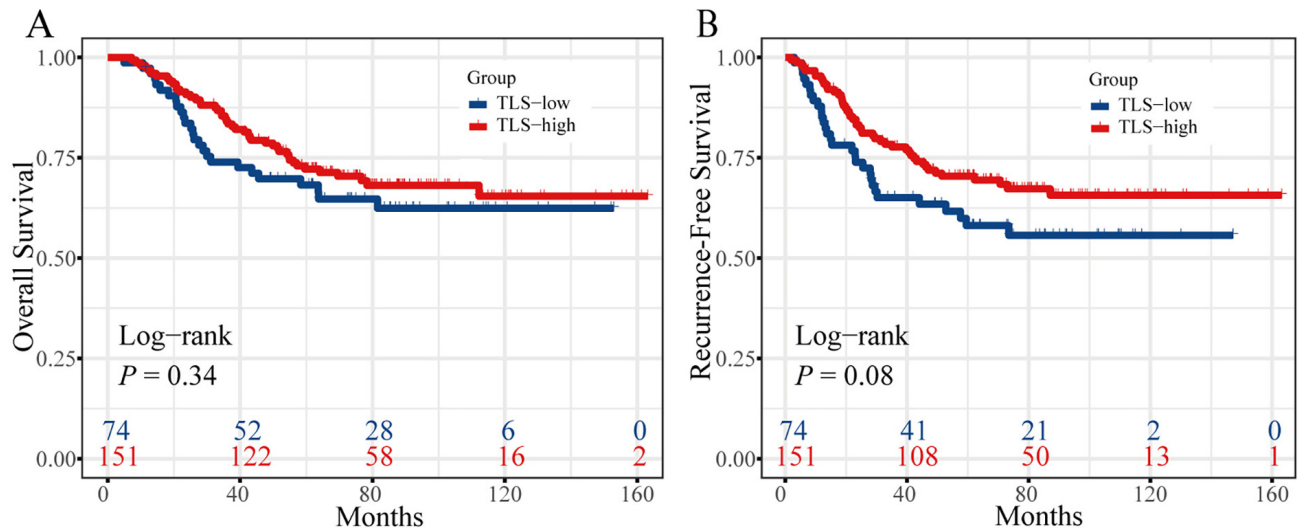 A
Overall Survival
1.00
0.75
0.50
0.25
0.00
Group
TLS−low
TLS−high
Log−rank
P = 0.34
74 52 28 6 0
151 122 58 16 2
0 40 80 120 160
Months
B
Recurrence-Free Survival
1.00
0.75
0.50
0.25
0.00
Group
TLS−low
TLS−high
Log−rank
P = 0.08
74 41 21 2 0
151 108 50 13 1
0 40 80 120 160
Months